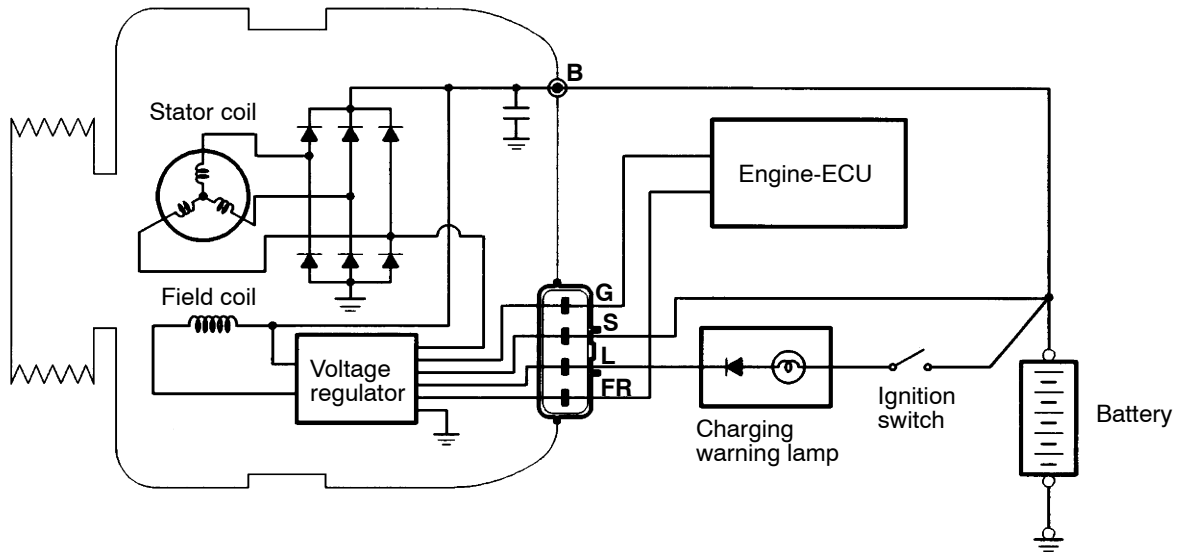 B
Stator coil
Engine-ECU
Field coil
G
S
Voltage
regulator
L
FR
Ignition
switch
Charging
warning lamp
Battery